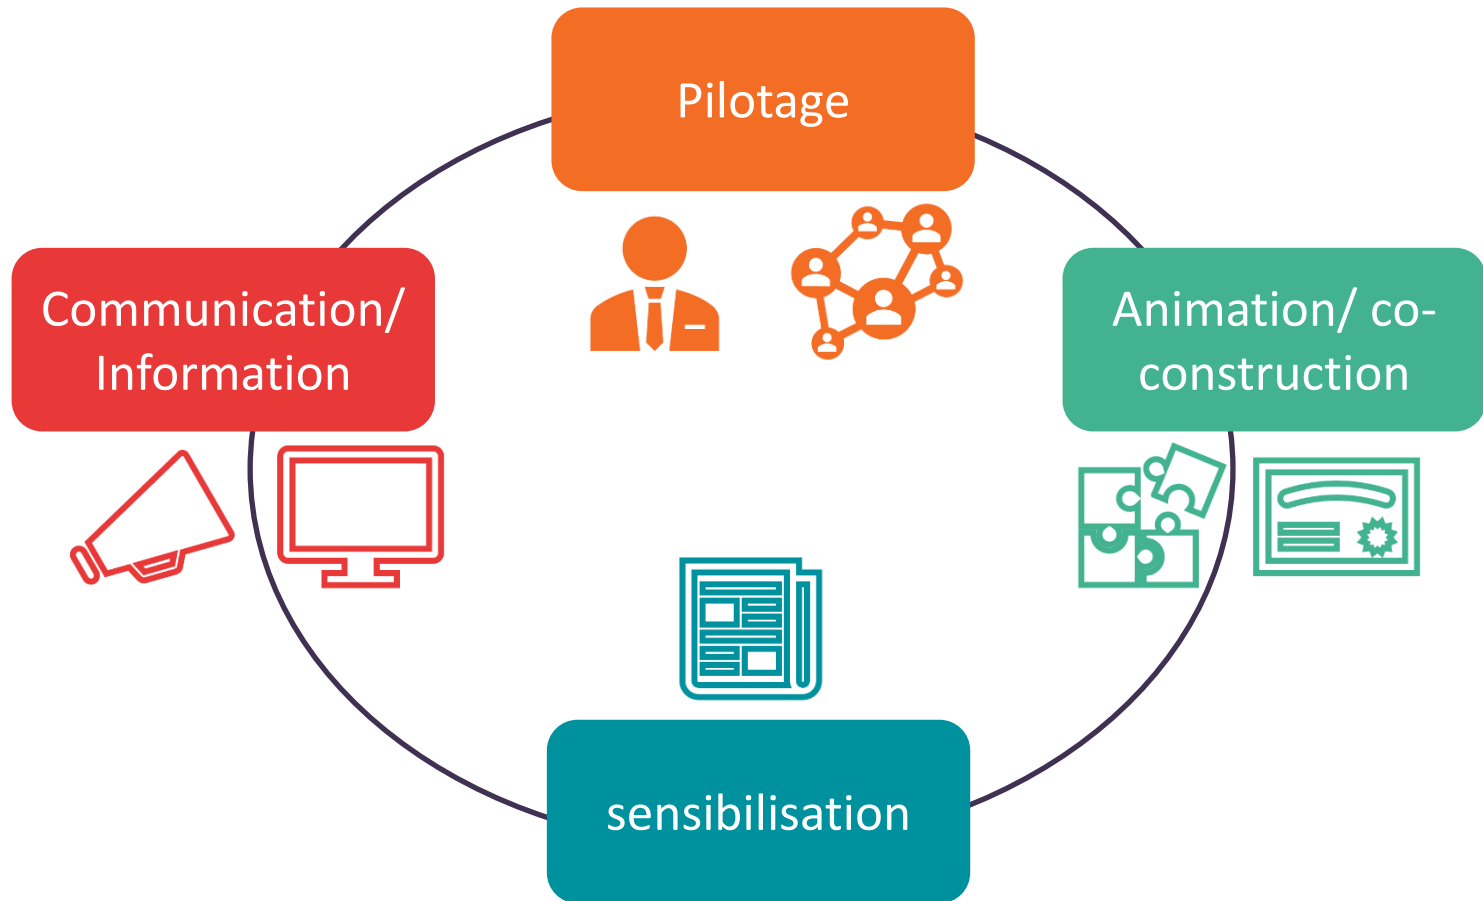 Pilotage
Communication/
Information
Animation/ co-
construction
sensibilisation